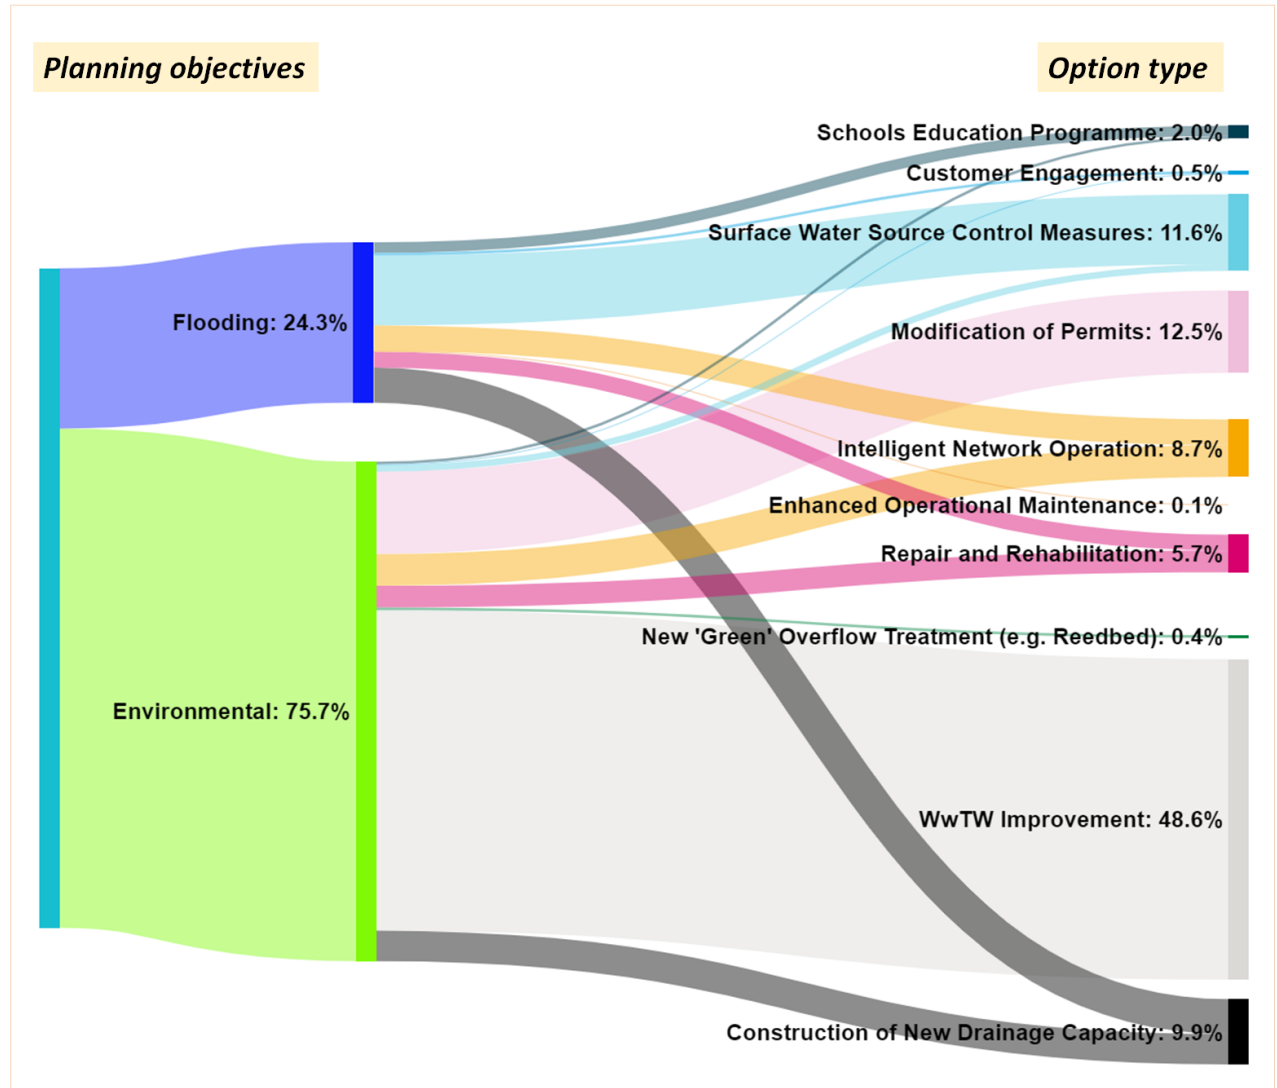 Planning objectives
Option type
Schools Education Programme: 2.0%
Customer Engagement: 0.5%
Surface Water Source Control Measures: 11.6%
Flooding: 24.3%
Modification of Permits: 12.5%
Intelligent Network Operation: 8.7%
Enhanced Operational Maintenance: 0.1%
Repair and Rehabilitation: 5.7%
New 'Green' Overflow Treatment (e.g. Reedbed): 0.4%
Environmental: 75.7%
WwTW Improvement: 48.6%
Construction of New Drainage Capacity: 9.9%